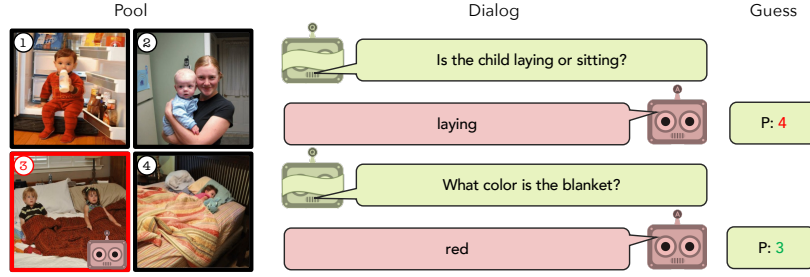 Pool
Dialog
Guess
1
2
3
4
Q
Is the child laying or sitting?
A
laying
P: 4
Q
What color is the blanket?
A
red
P: 3